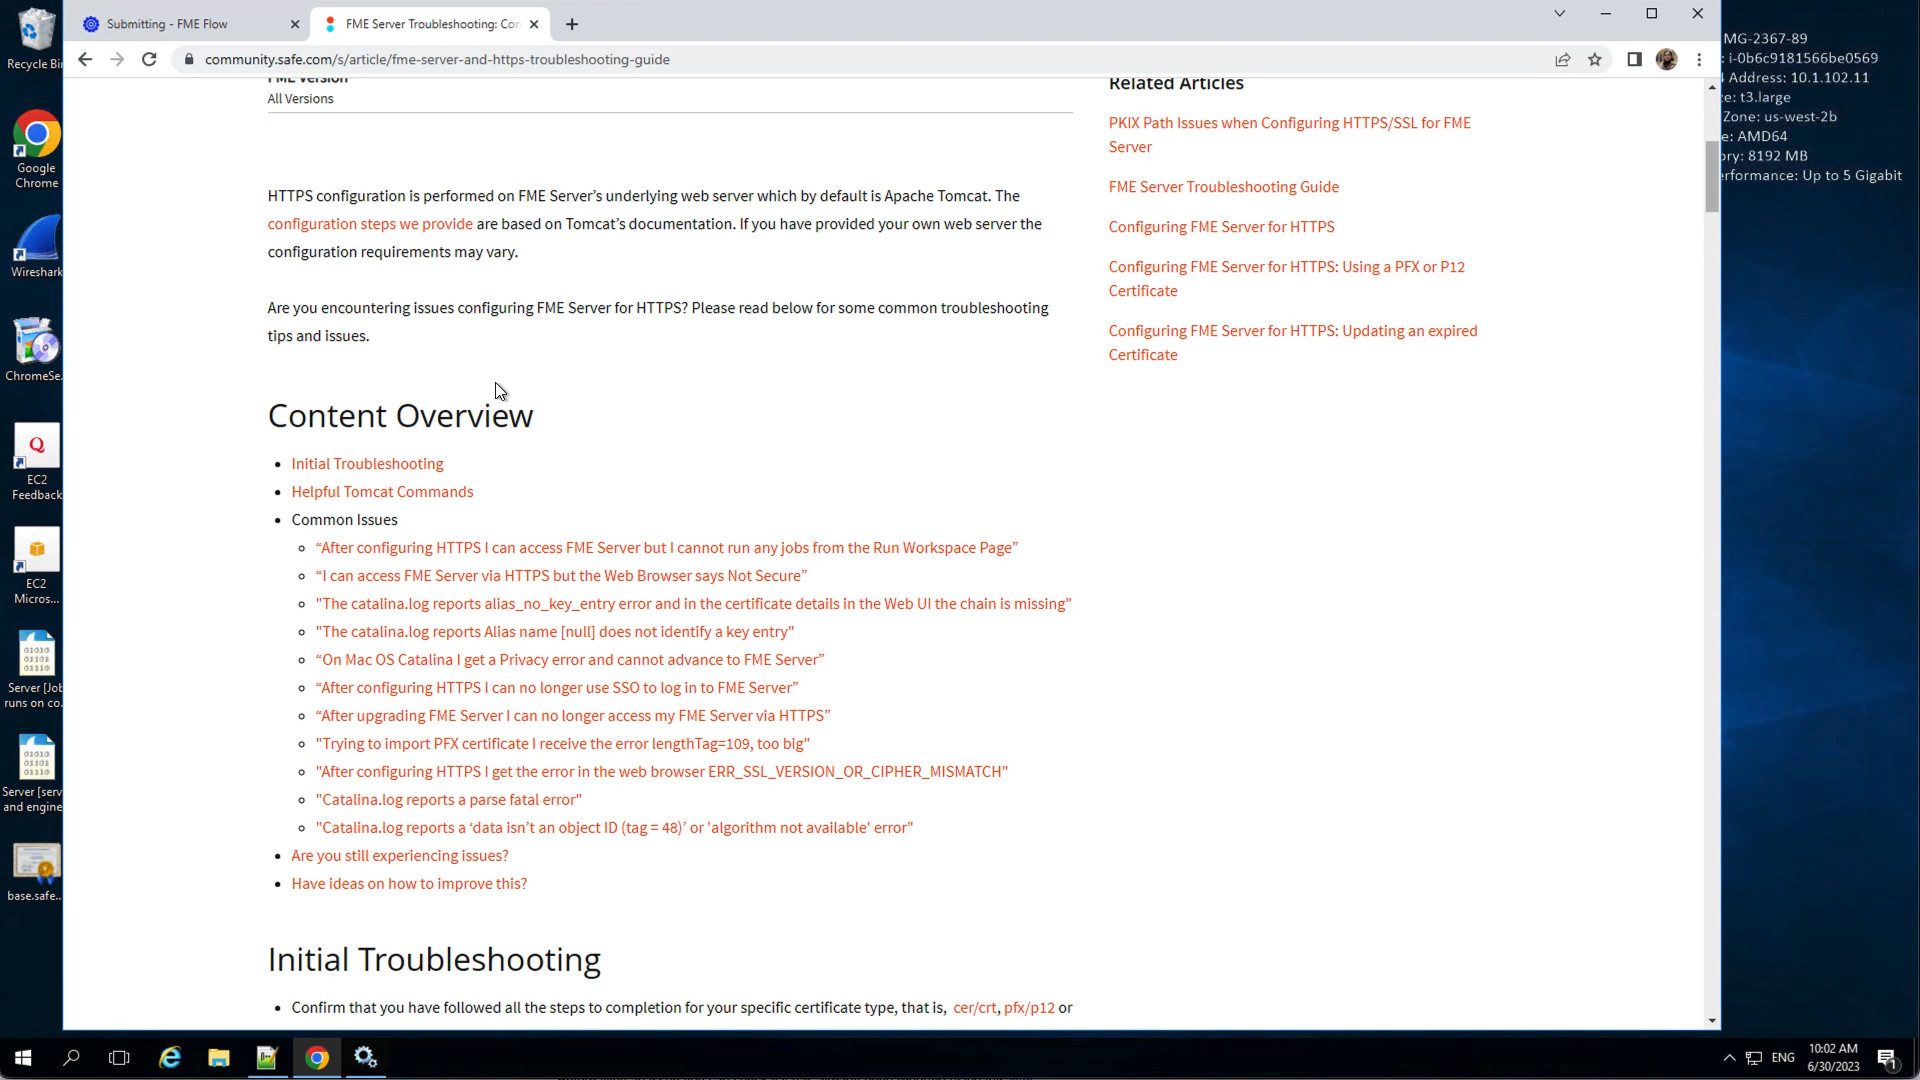 Submitting - FME Flow
FME Server Troubleshooting: Con
community.safe.com/s/article/fme-server-and-https-troubleshooting-guide
FME Version
All Versions
HTTPS configuration is performed on FME Server's underlying web server which by default is Apache Tomcat. The
configuration steps we provide are based on Tomcat's documentation. If you have provided your own web server the
configuration requirements may vary.
Are you encountering issues configuring FME Server for HTTPS? Please read below for some common troubleshooting
tips and issues.
Content Overview
• Initial Troubleshooting
• Helpful Tomcat Commands
• Common Issues
“After configuring HTTPS I can access FME Server but I cannot run any jobs from the Run Workspace Page”
“I can access FME Server via HTTPS but the Web Browser says Not Secure”
"The catalina.log reports alias_no_key_entry error and in the certificate details in the Web UI the chain is missing"
"The catalina.log reports Alias name [null] does not identify a key entry"
“On Mac OS Catalina I get a Privacy error and cannot advance to FME Server”
“After configuring HTTPS I can no longer use SSO to log in to FME Server”
“After upgrading FME Server I can no longer access my FME Server via HTTPS”
"Trying to import PFX certificate I receive the error lengthTag=109, too big"
"After configuring HTTPS I get the error in the web browser ERR_SSL_VERSION_OR_CIPHER_MISMATCH"
"Catalina.log reports a parse fatal error"
"Catalina.log reports a ‘data isn’t an object ID (tag = 48)’ or 'algorithm not available' error"
• Are you still experiencing issues?
• Have ideas on how to improve this?
Initial Troubleshooting
• Confirm that you have followed all the steps to completion for your specific certificate type, that is, cer/crt, pfx/p12 or
Related Articles
PKIX Path Issues when Configuring HTTPS/SSL for FME
Server
FME Server Troubleshooting Guide
Configuring FME Server for HTTPS
Configuring FME Server for HTTPS: Using a PFX or P12
Certificate
Configuring FME Server for HTTPS: Updating an expired
Certificate
Recycle Bi
Google
Chrome
Wireshark
ChromeSe.
Q
EC2
Feedback
EC2
Micros...
01011
01101
01110
Server [Job
runs on co.
01011
01101
01110
Server [serv
and engine
base.safe..
MG-2367-89
: i-0b6c9181566be0569
Address: 10.1.102.11
e: t3.large
Zone: us-west-2b
e: AMD64
ory: 8192 MB
rformance: Up to 5 Gigabit
ENG
10:02 AM
6/30/2023
1